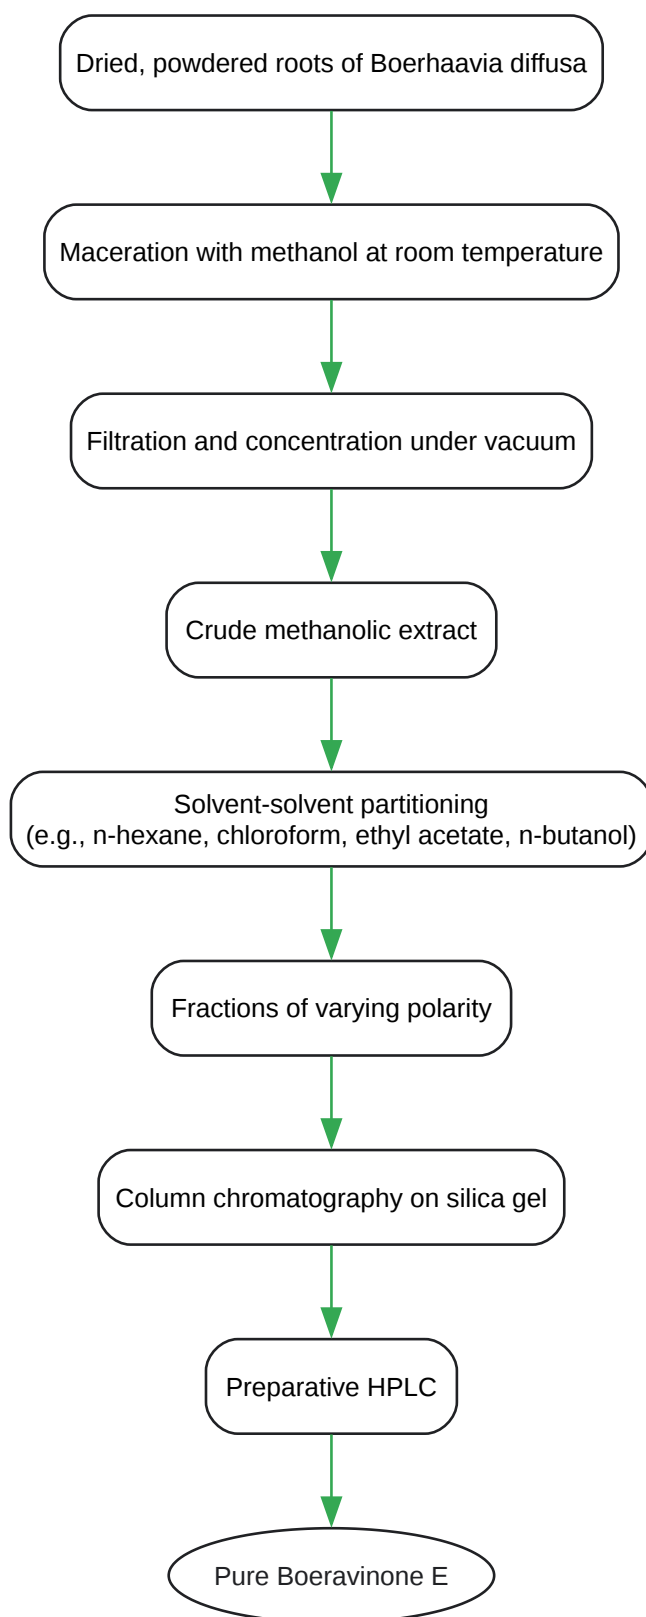 Dried, powdered roots of Boerhaavia diffusa
Maceration with methanol at room temperature
Filtration and concentration under vacuum
Crude methanolic extract
Solvent-solvent partitioning
(e.g., n-hexane, chloroform, ethyl acetate, n-butanol)
Fractions of varying polarity
Column chromatography on silica gel
Preparative HPLC
Pure Boeravinone E